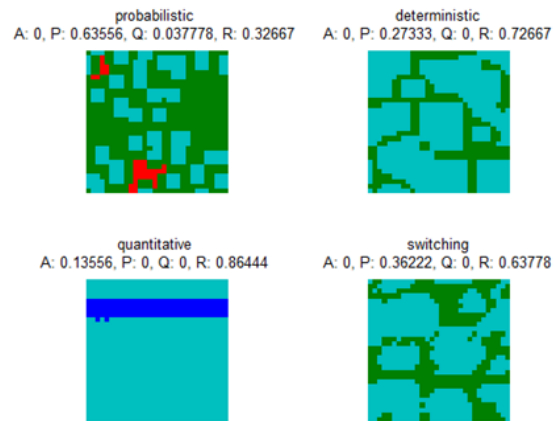 probabilistic
A: 0, P: 0.63556, Q: 0.037778, R: 0.32667
deterministic
A: 0, P: 0.27333, Q: 0, R: 0.72667
quantitative
A: 0.13556, P: 0, Q: 0, R: 0.86444
switching
A: 0, P: 0.36222, Q: 0, R: 0.63778